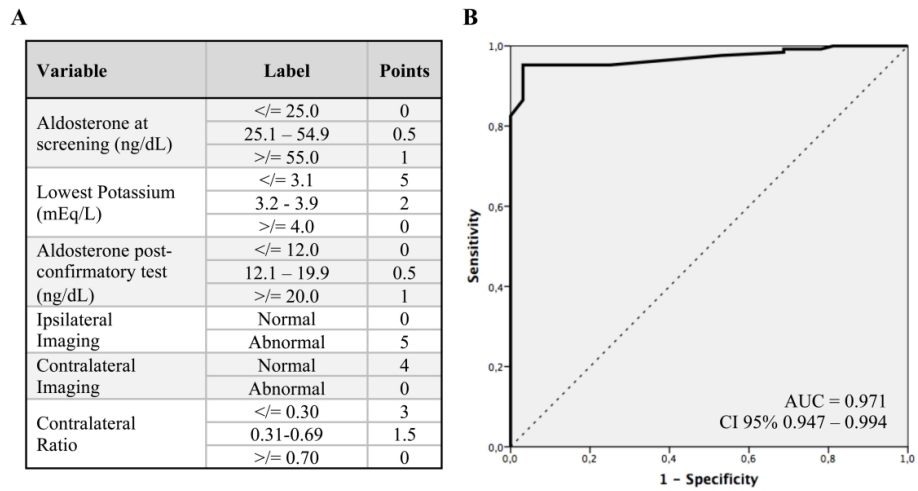 A
Variable Label Points
Aldosterone at
screening (ng/dL)
</= 25.0 0
25.1 – 54.9 0.5
>/= 55.0 1
Lowest Potassium
(mEq/L)
</= 3.1 5
3.2 - 3.9 2
>/= 4.0 0
Aldosterone post-
confirmatory test
(ng/dL)
</= 12.0 0
12.1 – 19.9 0.5
>/= 20.0 1
Ipsilateral
Imaging
Normal 0
Abnormal 5
Contralateral
Imaging
Normal 4
Abnormal 0
Contralateral
Ratio
</= 0.30 3
0.31-0.69 1.5
>/= 0.70 0
B
Sensitivity
1,0
0,8
0,6
0,4
0,2
0,0
AUC = 0.971
CI 95% 0.947 – 0.994
0,0 0,2 0,4 0,6 0,8 1,0
1 - Specificity